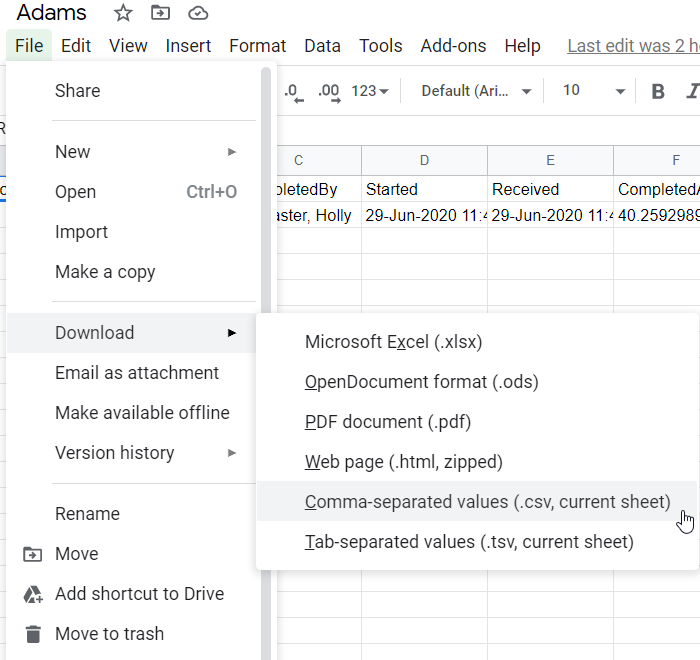 Adams
File Edit View Insert Format Data Tools Add-ons Help Last edit was 2 h
Share
.0 .00 123 Default (Ari... 10 B I
New
C D E F
Open Ctrl+O
pletedBy Started Received CompletedA
aster, Holly 29-Jun-2020 11:4 29-Jun-2020 11:4 40.2592989
Import
Make a copy
Download
Microsoft Excel (.xlsx)
Email as attachment
OpenDocument format (.ods)
Make available offline
PDF document (.pdf)
Version history
Web page (.html, zipped)
Comma-separated values (.csv, current sheet)
Rename
Tab-separated values (.tsv, current sheet)
Move
Add shortcut to Drive
Move to trash